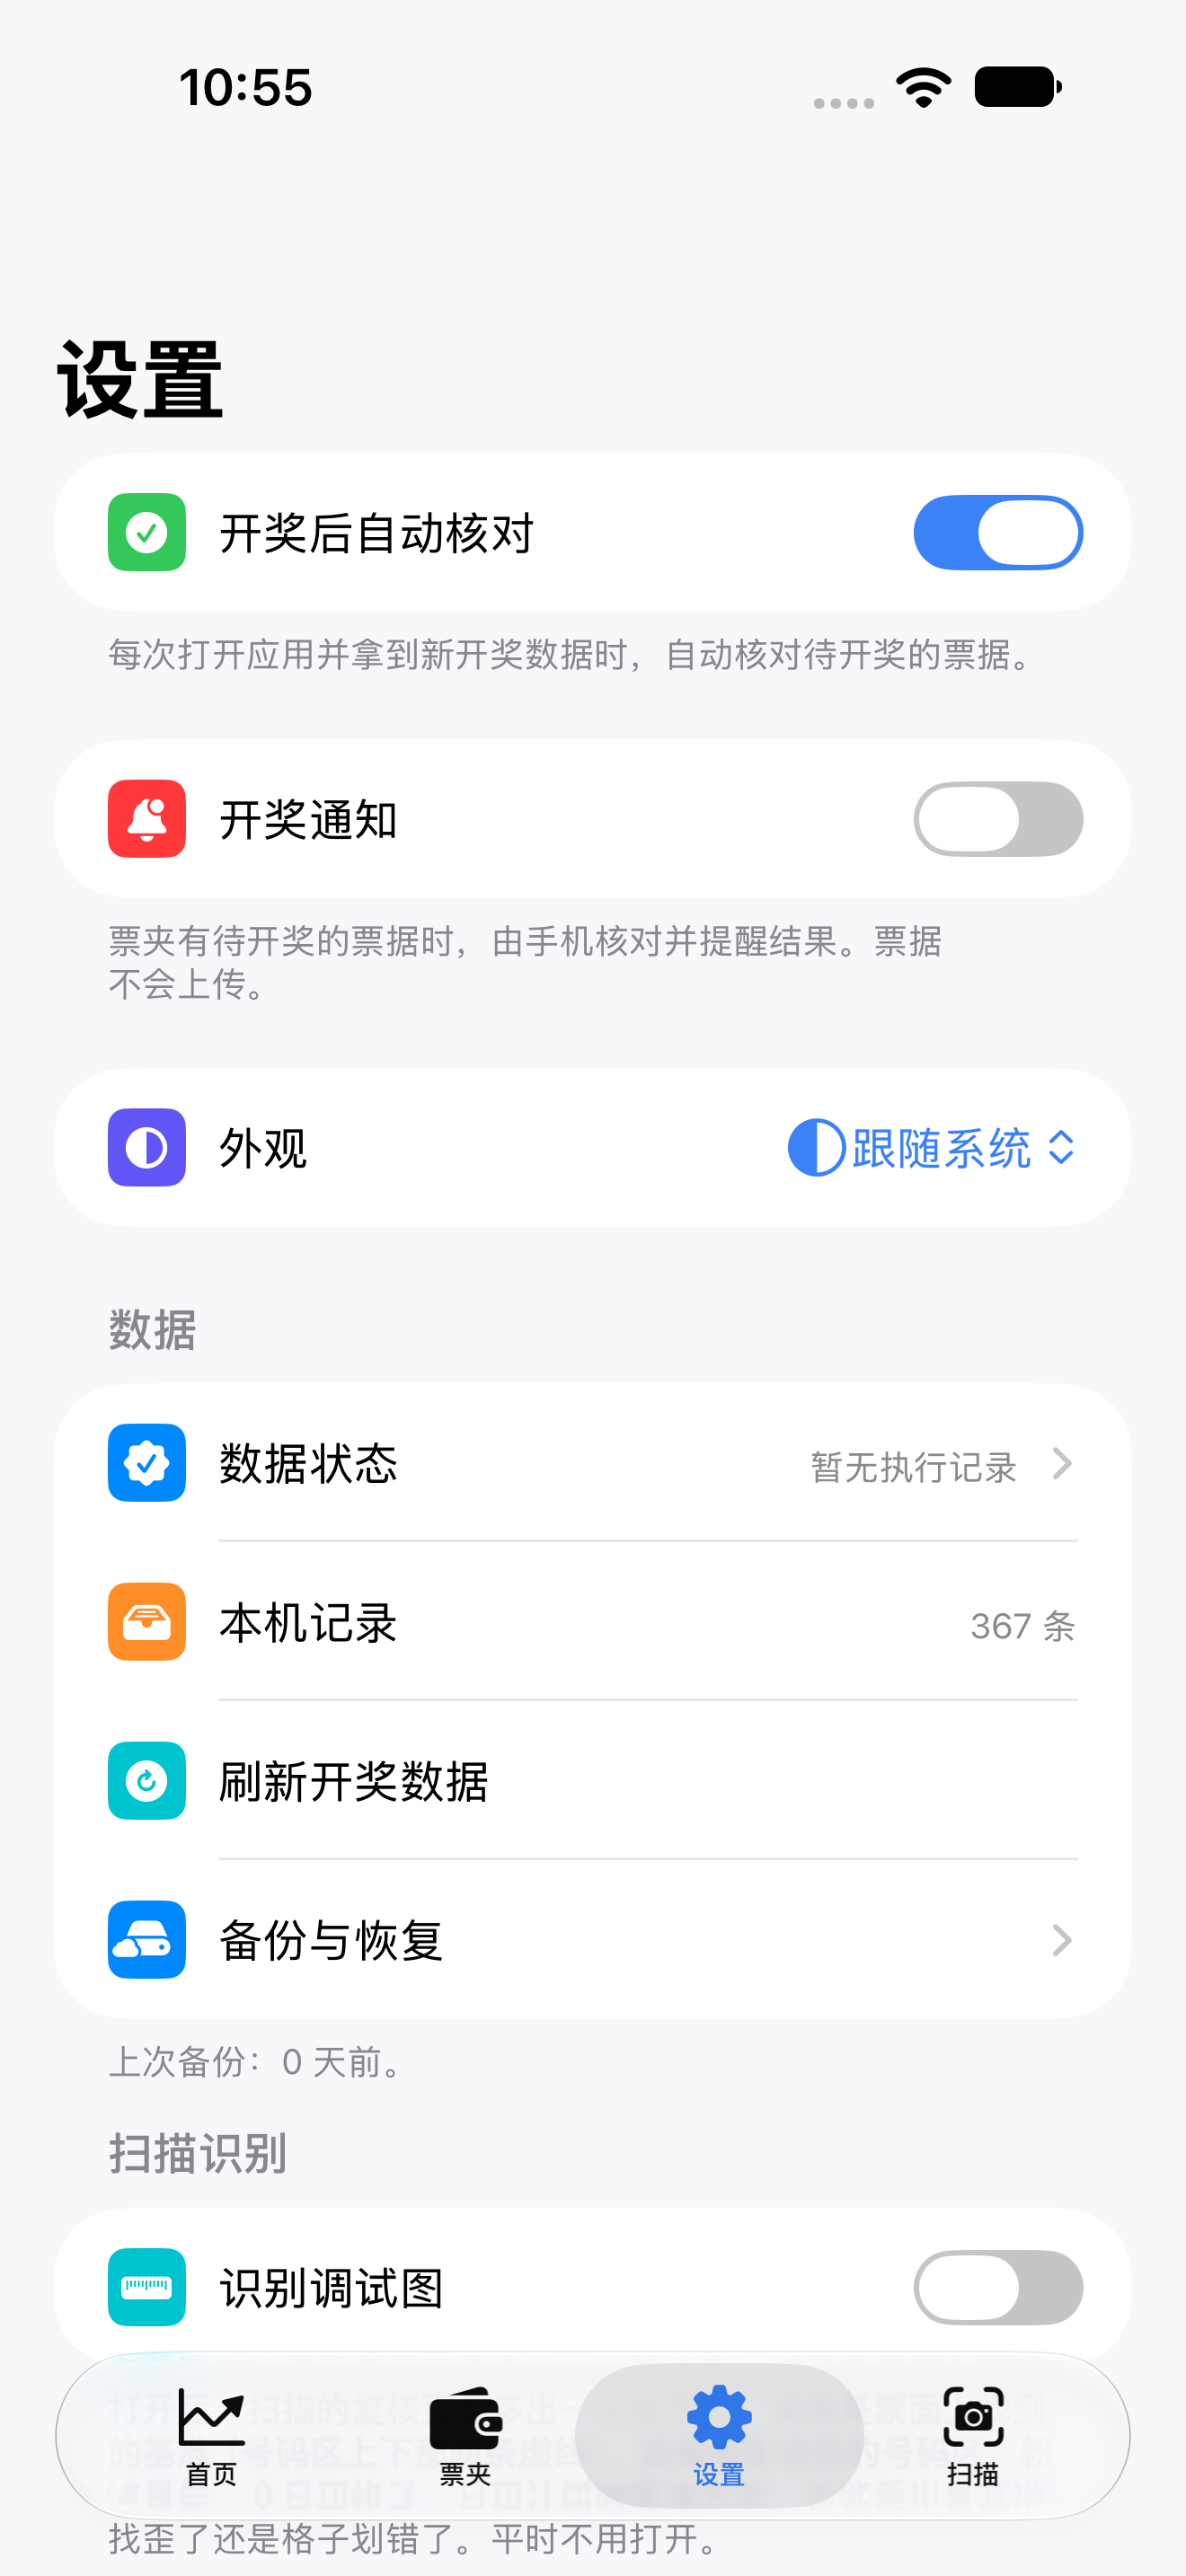 10:55
设置
开奖后自动核对
每次打开应用并拿到新开奖数据时，自动核对待开奖的票据。
开奖通知
票夹有待开奖的票据时，由手机核对并提醒结果。票据
不会上传。
外观
跟随系统
数据
数据状态
暂无执行记录
本机记录
367 条
刷新开奖数据
备份与恢复
上次备份：0 天前。
扫描识别
识别调试图
首页
票夹
设置
扫描
找歪了还是格子划错了。平时不用打开。